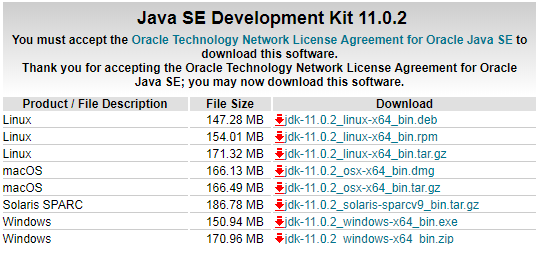 Java SE Development Kit 11.0.2
You must accept the Oracle Technology Network License Agreement for Oracle Java SE to
download this software.
Thank you for accepting the Oracle Technology Network License Agreement for Oracle
Java SE; you may now download this software.
Product / File Description File Size Download
Linux 147.28 MB jdk-11.0.2_linux-x64_bin.deb
Linux 154.01 MB jdk-11.0.2_linux-x64_bin.rpm
Linux 171.32 MB jdk-11.0.2_linux-x64_bin.tar.gz
macOS 166.13 MB jdk-11.0.2_osx-x64_bin.dmg
macOS 166.49 MB jdk-11.0.2_osx-x64_bin.tar.gz
Solaris SPARC 186.78 MB jdk-11.0.2_solaris-sparcv9_bin.tar.gz
Windows 150.94 MB jdk-11.0.2_windows-x64_bin.exe
Windows 170.96 MB jdk-11.0.2_windows-x64_bin.zip